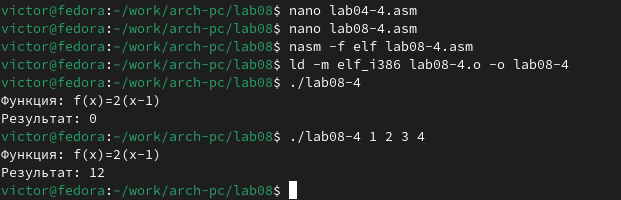 victor@fedora:~/work/arch-pc/lab08$ nano lab04-4.asm
victor@fedora:~/work/arch-pc/lab08$ nano lab08-4.asm
victor@fedora:~/work/arch-pc/lab08$ nasm -f elf lab08-4.asm
victor@fedora:~/work/arch-pc/lab08$ ld -m elf_i386 lab08-4.o -o lab08-4
victor@fedora:~/work/arch-pc/lab08$ ./lab08-4
Функция: f(x)=2(x-1)
Результат: 0
victor@fedora:~/work/arch-pc/lab08$ ./lab08-4 1 2 3 4
Функция: f(x)=2(x-1)
Результат: 12
victor@fedora:~/work/arch-pc/lab08$